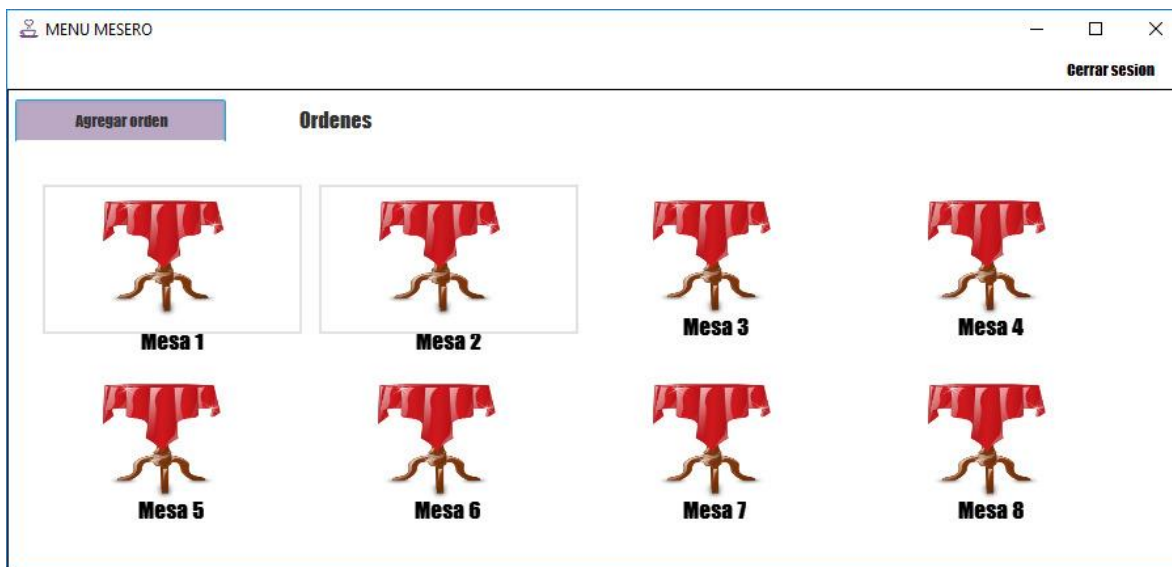 MENU MESERO
Cerrar sesion
Agregar orden
Ordenes
Mesa 1
Mesa 2
Mesa 3
Mesa 4
Mesa 5
Mesa 6
Mesa 7
Mesa 8